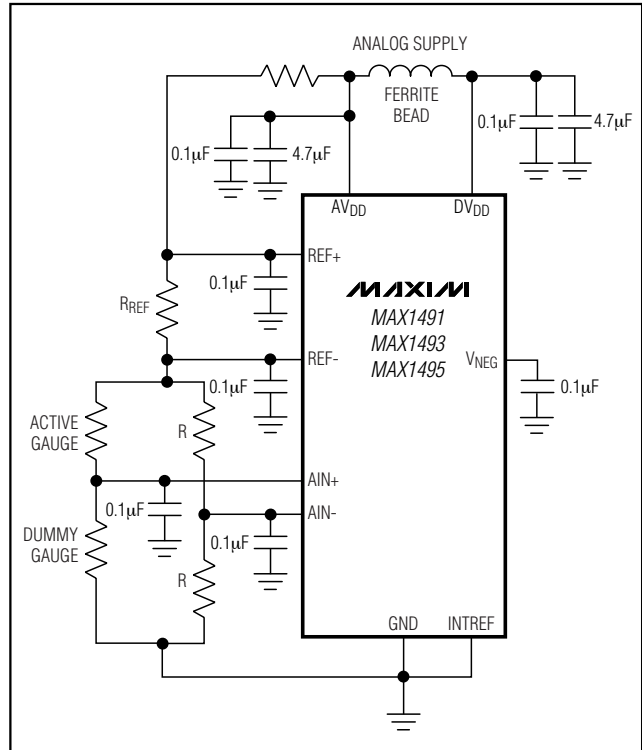 ANALOG SUPPLY
FERRITE
BEAD
0.1µF
4.7µF
0.1µF
4.7µF
AVDD
DVDD
REF+
0.1µF
MAXIM
RREF
MAX1491
MAX1493
MAX1495
REF-
VNEG
0.1µF
0.1µF
ACTIVE
GAUGE
R
AIN+
0.1µF
AIN-
DUMMY
GAUGE
0.1µF
R
GND
INTREF